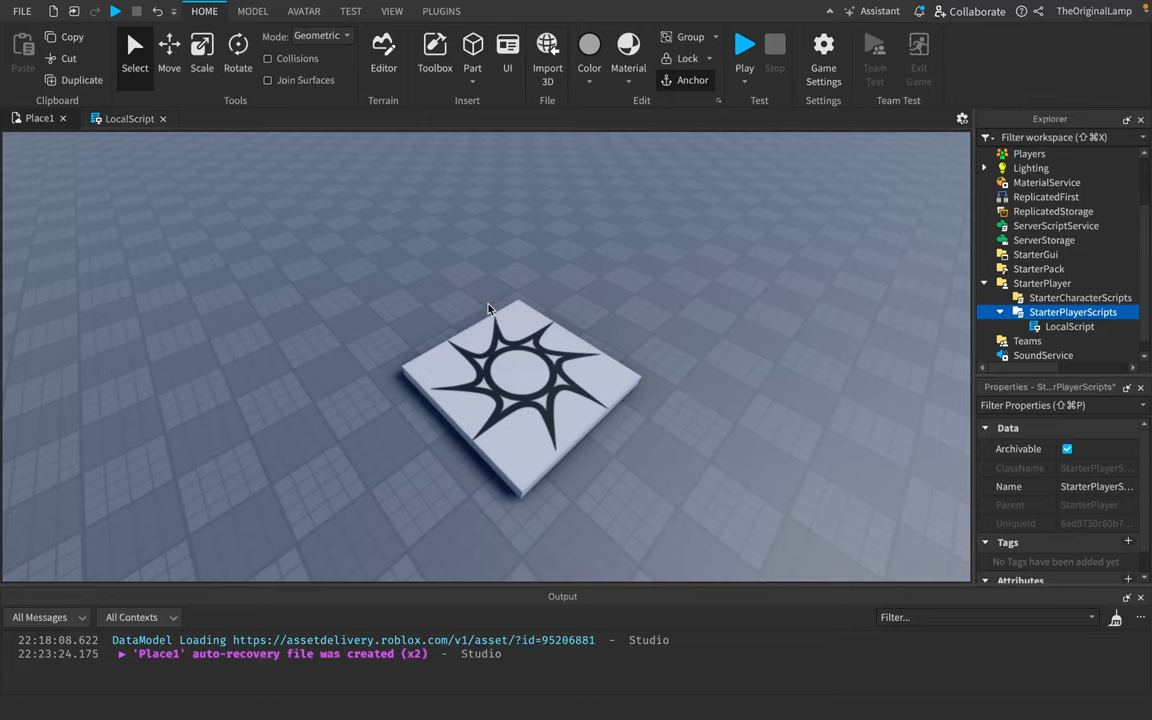 FILE HOME MODEL AVATAR TEST VIEW PLUGINS Assistant Collaborate TheOriginalLamp
Paste Copy Cut Duplicate Clipboard
Select Move Scale Rotate Mode: Geometric Collisions Join Surfaces Tools
Editor Terrain
Toolbox Part UI Insert
Import 3D File
Color Material Group Lock Anchor Edit
Play Stop Test
Game Settings Settings
Team Test Exit Game Team Test
Place1 LocalScript
Explorer
Filter workspace (⇧⌘X)
Players
Lighting
MaterialService
ReplicatedFirst
ReplicatedStorage
ServerScriptService
ServerStorage
StarterGui
StarterPack
StarterPlayer
StarterCharacterScripts
StarterPlayerScripts
LocalScript
Teams
SoundService
Properties - St...rPlayerScripts"
Filter Properties (⇧⌘P)
Data
Archivable
ClassName StarterPlayerS...
Name StarterPlayerS...
Parent StarterPlayer
UniqueId 6ad9730c60b7...
Tags
No Tags have been added yet
Attributes
Output
All Messages All Contexts Filter...
22:18:08.622 DataModel Loading https://assetdelivery.roblox.com/v1/asset/?id=95206881 - Studio
22:23:24.175 ▶ 'Place1' auto-recovery file was created (x2) - Studio